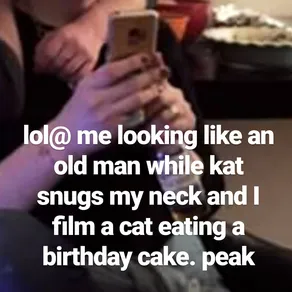 lol@ me looking like an
old man while kat
snugs my neck and I
film a cat eating a
birthday cake. peak